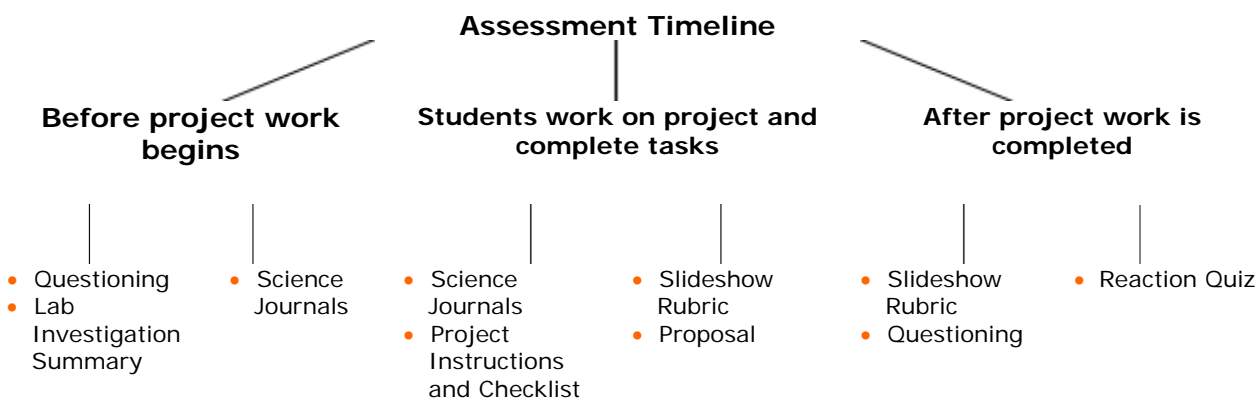 Assessment Timeline
Before project work
begins
Students work on project and
complete tasks
After project work is
completed
• Questioning
• Lab
Investigation
Summary
• Science
Journals
• Science
Journals
• Project
Instructions
and Checklist
• Slideshow
Rubric
• Proposal
• Slideshow
Rubric
• Questioning
• Reaction Quiz